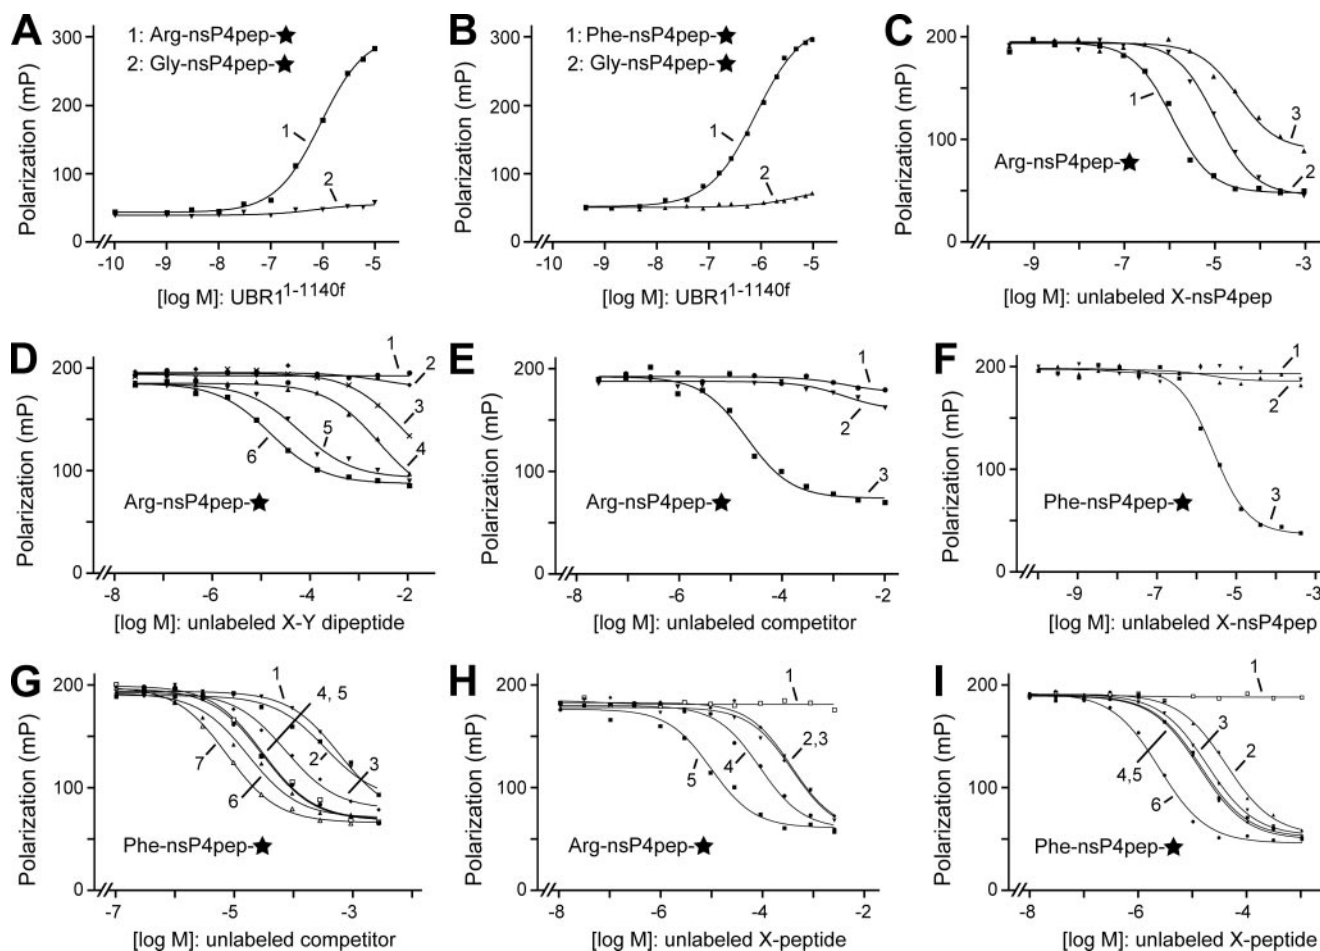 A
Polarization (mP)
300
200
100
0
1: Arg-nsP4pep-★
2: Gly-nsP4pep-★
1
2
-10 -9 -8 -7 -6 -5
[log M]: UBR1^1-1140f
B
Polarization (mP)
300
200
100
0
1: Phe-nsP4pep-★
2: Gly-nsP4pep-★
1
2
-10 -9 -8 -7 -6 -5
[log M]: UBR1^1-1140f
C
Polarization (mP)
200
100
0
1
3
2
Arg-nsP4pep-★
-9 -7 -5 -4 -3
[log M]: unlabeled X-nsP4pep
D
Polarization (mP)
200
100
0
1
2
3
4
5
6
Arg-nsP4pep-★
-8 -6 -4 -2
[log M]: unlabeled X-Y dipeptide
E
Polarization (mP)
200
100
0
1
2
3
Arg-nsP4pep-★
-8 -6 -4 -2
[log M]: unlabeled competitor
F
Polarization (mP)
200
100
0
1
2
3
Phe-nsP4pep-★
-9 -7 -5 -3
[log M]: unlabeled X-nsP4pep
G
Polarization (mP)
200
100
0
1
4, 5
2
3
7
6
Phe-nsP4pep-★
-7 -5 -3
[log M]: unlabeled competitor
H
Polarization (mP)
200
100
0
1
2,3
4
5
Arg-nsP4pep-★
-8 -6 -4 -2
[log M]: unlabeled X-peptide
I
Polarization (mP)
200
100
0
1
3
2
4,5
6
Phe-nsP4pep-★
-8 -6 -4 -3
[log M]: unlabeled X-peptide